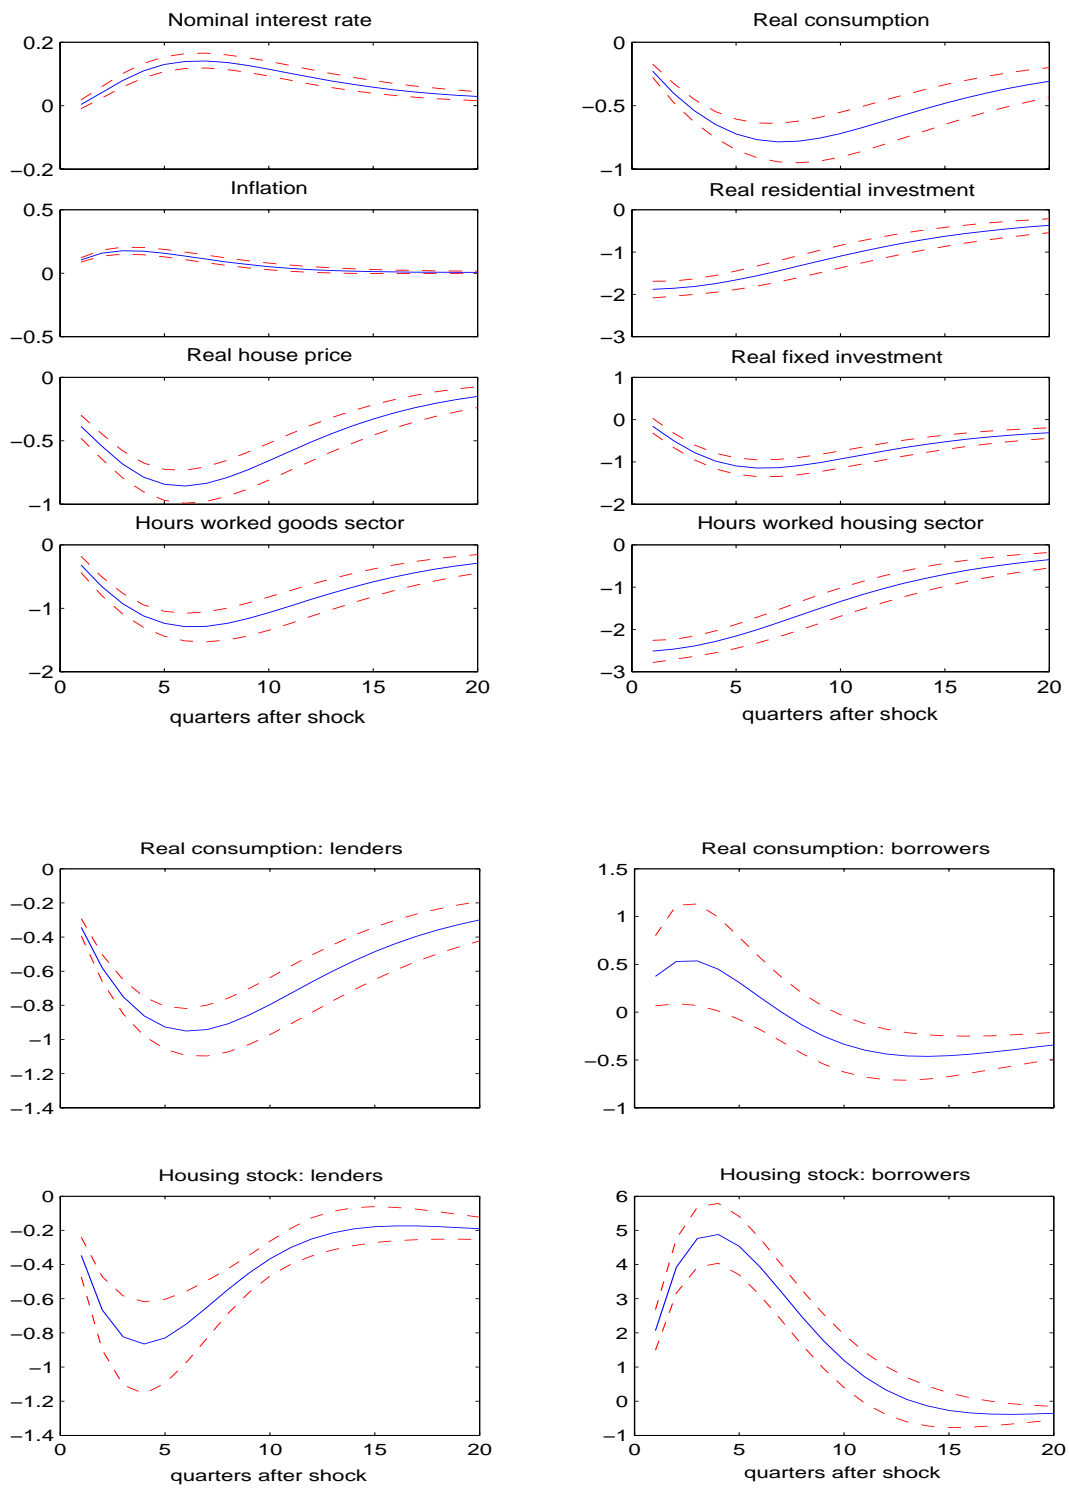 Nominal interest rate
0.2
0
−0.2
Real consumption
0
−0.5
−1
Inflation
0.5
0
−0.5
Real residential investment
0
−1
−2
−3
Real house price
0
−0.5
−1
Real fixed investment
1
0
−1
−2
Hours worked goods sector
0
−1
−2
0 5 10 15 20
quarters after shock
Hours worked housing sector
0
−1
−2
−3
0 5 10 15 20
quarters after shock
Real consumption: lenders
0
−0.2
−0.4
−0.6
−0.8
−1
−1.2
−1.4
Real consumption: borrowers
1.5
1
0.5
0
−0.5
−1
Housing stock: lenders
0
−0.2
−0.4
−0.6
−0.8
−1
−1.2
−1.4
0 5 10 15 20
quarters after shock
Housing stock: borrowers
6
5
4
3
2
1
0
−1
0 5 10 15 20
quarters after shock